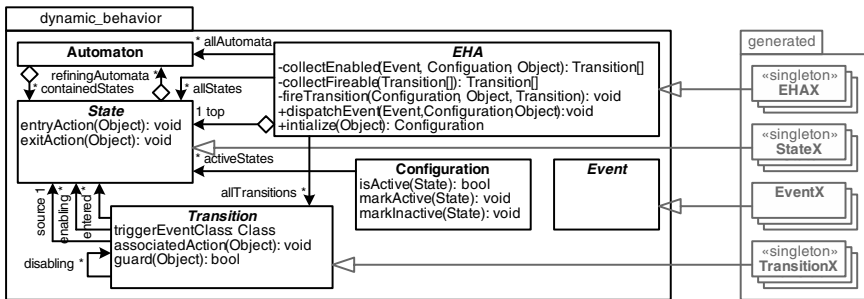 dynamic_behavior
generated
Automaton
* allAutomata
EHA
-collectEnabled(Event, Configuation, Object): Transition[]
-collectFireable(Transition[]): Transition[]
-fireTransition(Configuration, Object, Transition): void
+dispatchEvent(Event,Configuration,Object):void
+intialize(Object): Configuration
refiningAutomata *
* containedStates
* allStates
«singleton»
EHAX
State
entryAction(Object): void
exitAction(Object): void
1 top
«singleton»
StateX
* activeStates
Configuration
isActive(State): bool
markActive(State): void
markInactive(State): void
Event
EventX
allTransitions *
source 1
enabling *
entered *
Transition
triggerEventClass: Class
associatedAction(Object): void
guard(Object): bool
disabling *
«singleton»
TransitionX